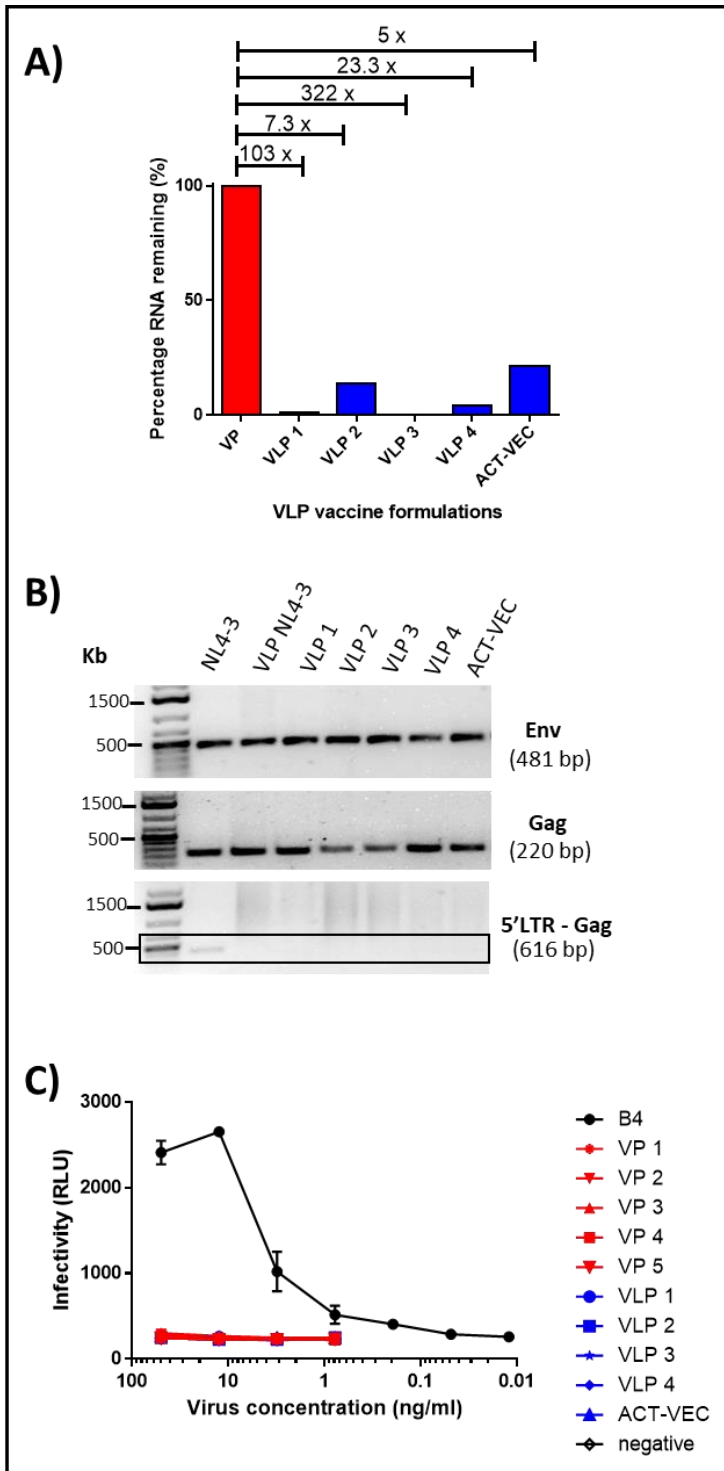 A)
5 x
23.3 x
322 x
7.3 x
103 x
Percentage RNA remaining (%)
100
50
0
VP
VLP 1
VLP 2
VLP 3
VLP 4
ACT-VEC
VLP vaccine formulations
B)
Kb
NL4-3
VLP NL4-3
VLP 1
VLP 2
VLP 3
VLP 4
ACT-VEC
1500
500
Env
(481 bp)
1500
500
Gag
(220 bp)
1500
500
5'LTR - Gag
(616 bp)
C)
Infectivity (RLU)
3000
2000
1000
0
100
10
1
0.1
0.01
Virus concentration (ng/ml)
B4
VP 1
VP 2
VP 3
VP 4
VP 5
VLP 1
VLP 2
VLP 3
VLP 4
ACT-VEC
negative